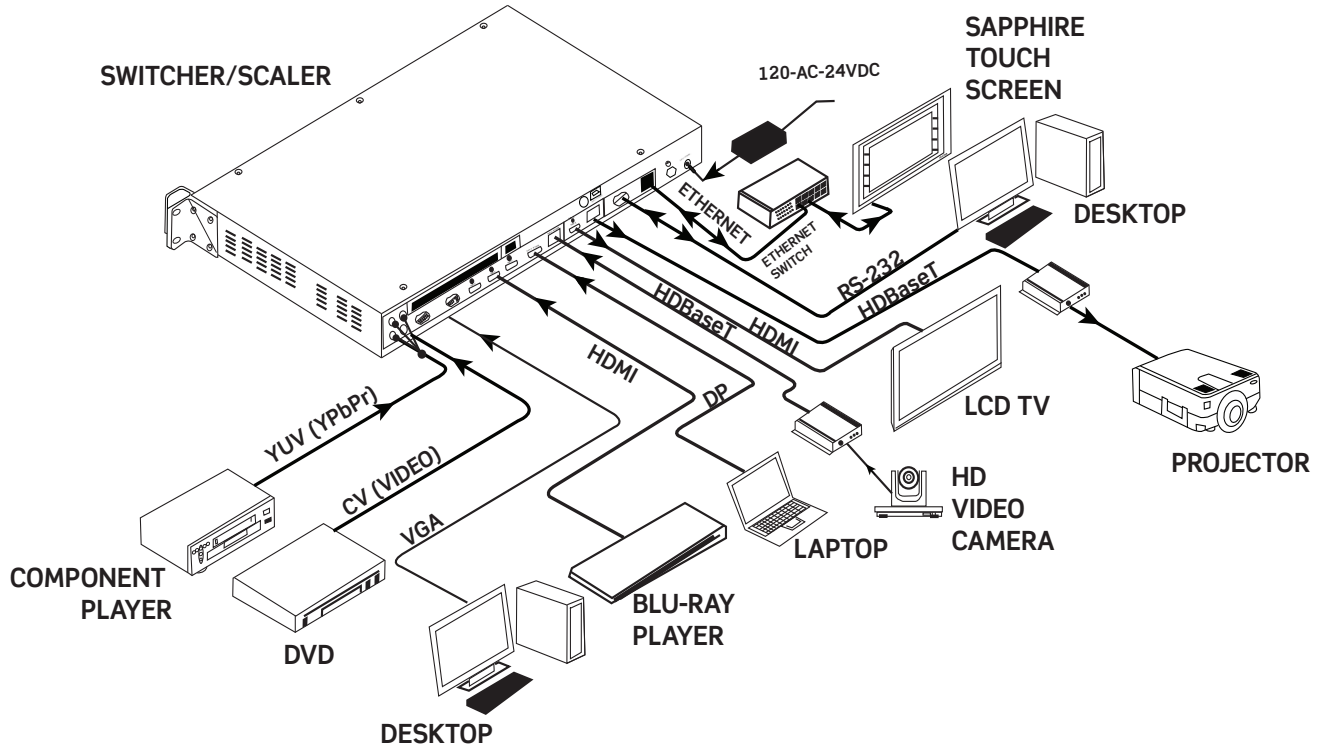 SWITCHER/SCALER
120-AC-24VDC
SAPPHIRE
TOUCH
SCREEN
DESKTOP
ETHERNET
ETHERNET
SWITCH
RS-232
HDBaseT
HDMI
HDBaseT
HDMI
DP
LCD TV
PROJECTOR
YUV (YPbPr)
CV (VIDEO)
VGA
HD
VIDEO
CAMERA
LAPTOP
COMPONENT
PLAYER
BLU-RAY
PLAYER
DVD
DESKTOP